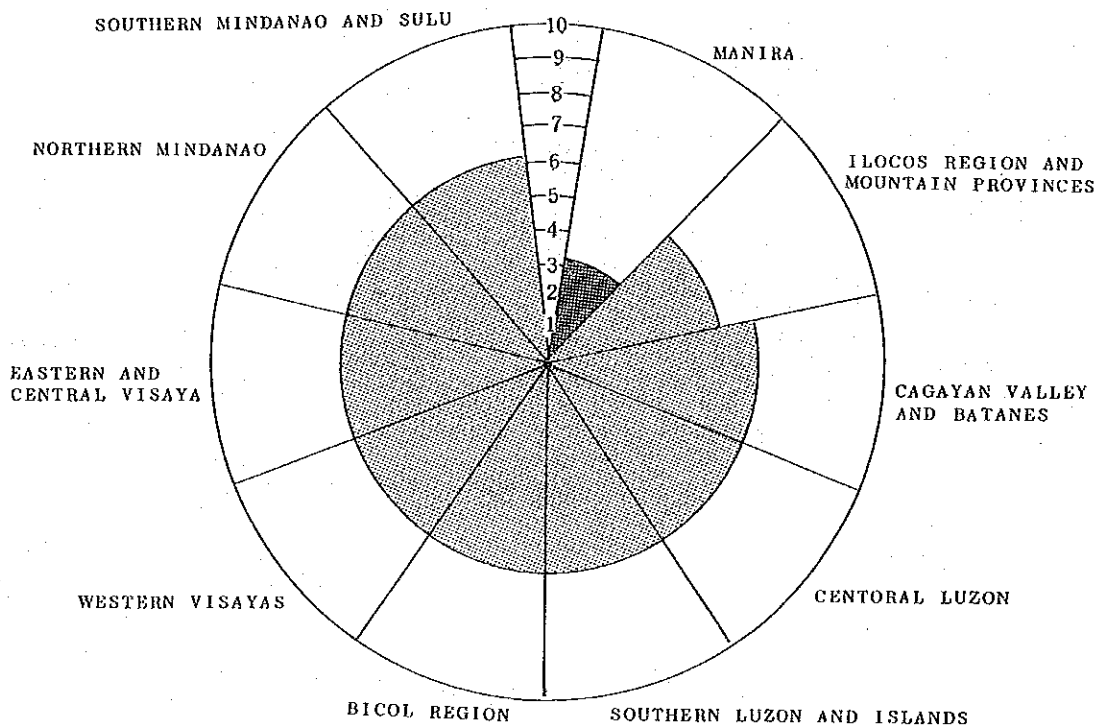 SOUTHERN MINDANAO AND SULU
10
9
8
7
6
5
4
3
2
1
MANIRA
ILOCOS REGION AND
MOUNTAIN PROVINCES
CAGAYAN VALLEY
AND BATANES
CENTORAL LUZON
SOUTHERN LUZON AND ISLANDS
BICOL REGION
WESTERN VISAYAS
EASTERN AND
CENTRAL VISAYA
NORTHERN MINDANAO